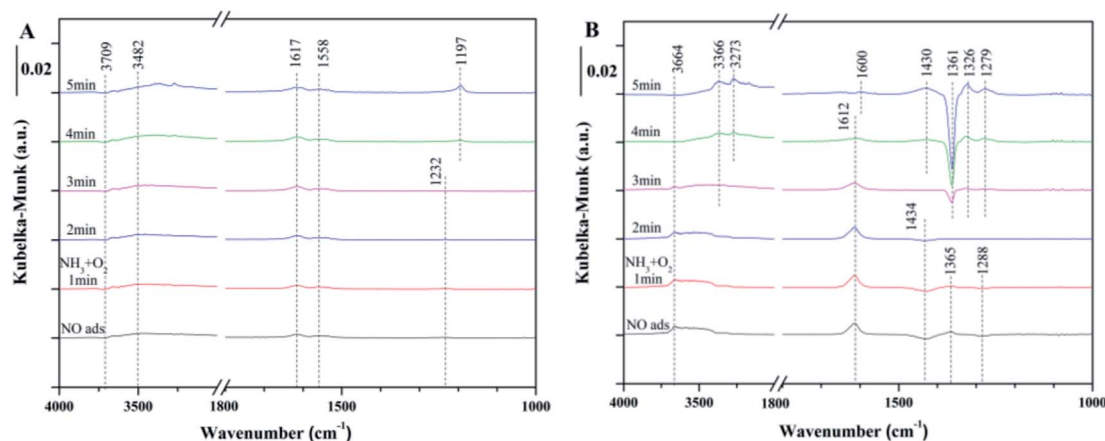 A
0.02
3709
3482
1617
1558
1197
5min
4min
3min
1232
2min
NH₃+O₂
1min
NO ads
Kubelka-Munk (a.u.)
4000
3500
1800
1500
1000
Wavenumber (cm⁻¹)
B
0.02
3664
3366
3273
1600
1430
1361
1326
1279
5min
1612
4min
3min
1434
2min
NH₃+O₂
1min
1365
1288
NO ads
Kubelka-Munk (a.u.)
4000
3500
1800
1500
1000
Wavenumber (cm⁻¹)